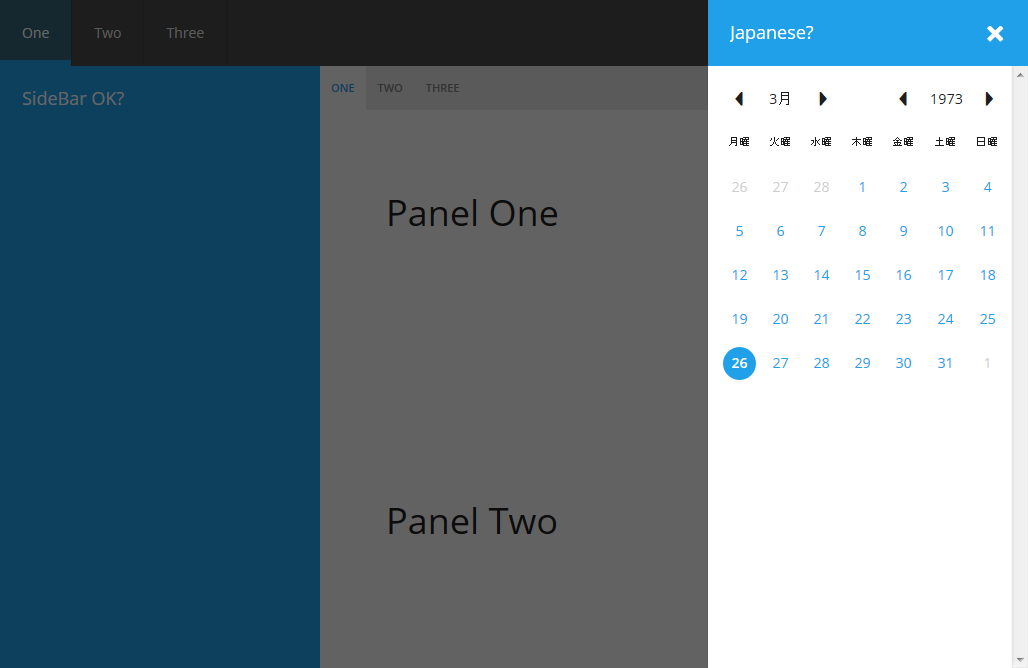 One Two Three
Japanese?
SideBar OK?
ONE TWO THREE
Panel One
Panel Two
3月 1973
月曜 火曜 水曜 木曜 金曜 土曜 日曜
26 27 28 1 2 3 4
5 6 7 8 9 10 11
12 13 14 15 16 17 18
19 20 21 22 23 24 25
26 27 28 29 30 31 1